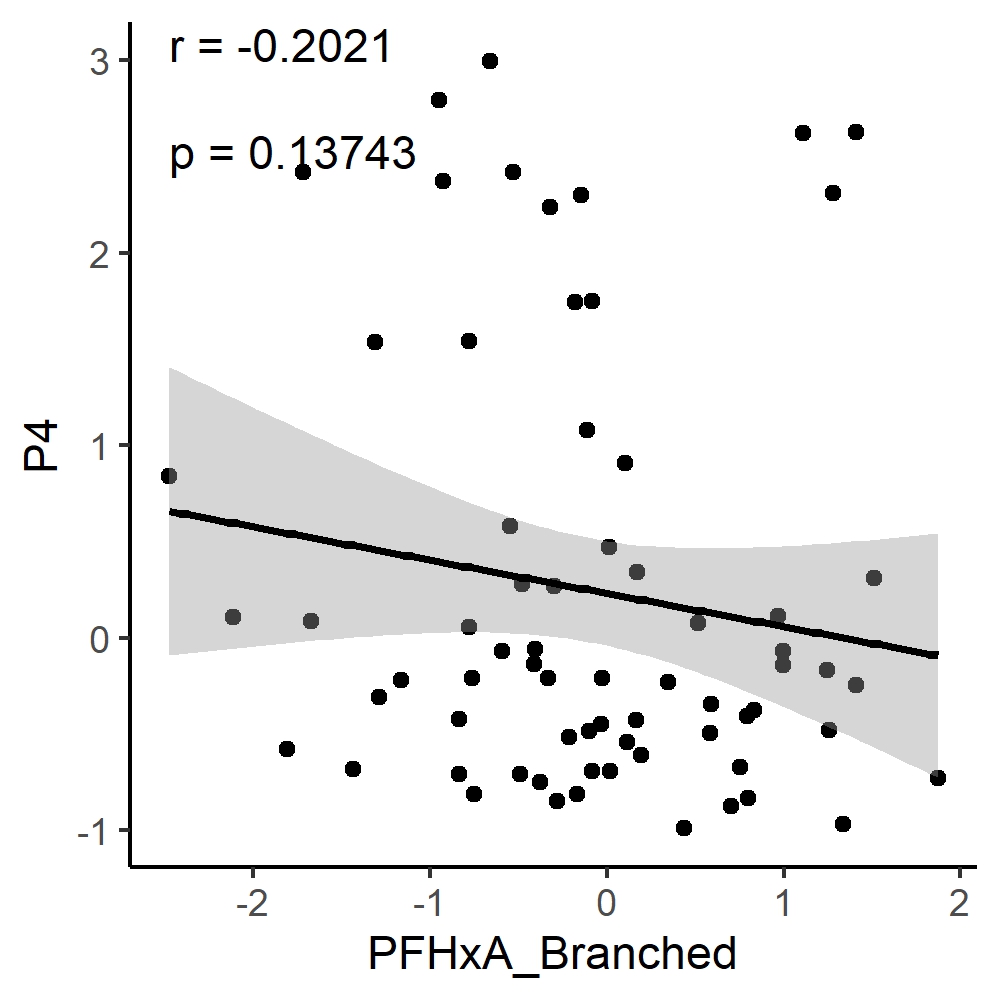 r = -0.2021
p = 0.13743
3
2
1
0
-1
P4
-2
-1
0
1
2
PFHxA_Branched